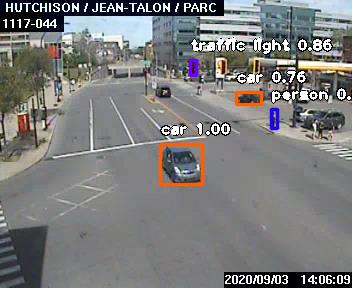 HUTCHISON / JEAN-TALON / PARC
1117-044
traffic light 0.86
car 0.76
person 0.
car 1.00
2020/09/03 14:06:09